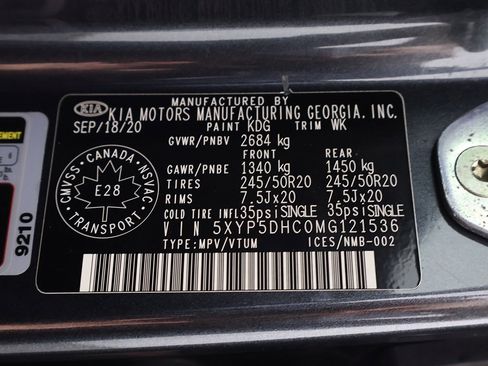 MANUFACTURED BY
KIA KIA MOTORS MANUFACTURING GEORGIA. INC.
SEP/18/20 PAINT KDG TRIM WK
GVWR/PNBV 2684 kg
FRONT REAR
GAWR/PNBE 1340 kg 1450 kg
TIRES 245/50R20 245/50R20
RIMS 7.5Jx20 7.5Jx20
COLD TIRE INFL 35psiSINGLE 35psiSINGLE
VIN 5XYP5DHC0MG121536
TYPE:MPV/VTUM ICES/NMB-002
CMVSS • CANADA • NSVAC • TRANSPORT •
E28
9210